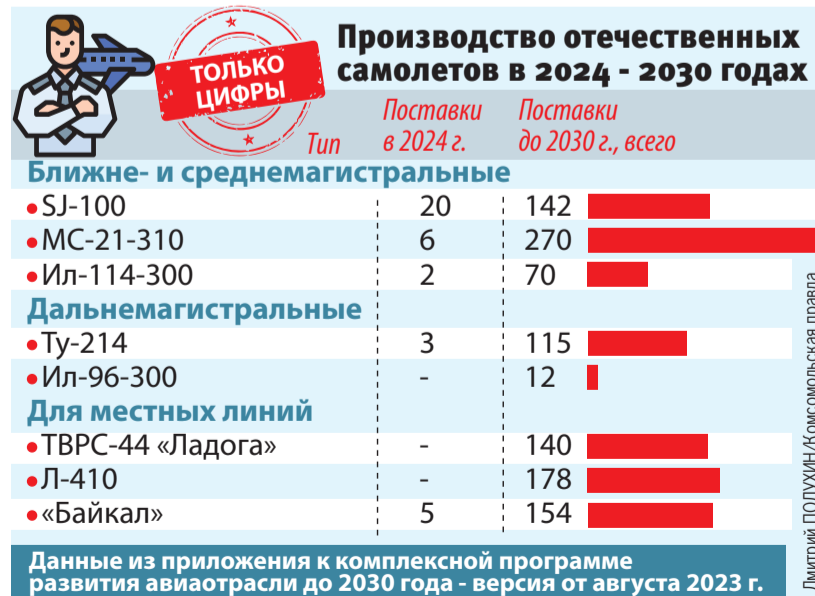 ТОЛЬКО
ЦИФРЫ
Производство отечественных
самолетов в 2024 - 2030 годах
Тип
Поставки
в 2024 г.
Поставки
до 2030 г., всего
Ближне- и среднемагистральные
• SJ-100 20 142
• МС-21-310 6 270
• Ил-114-300 2 70
Дальнемагистральные
• Ту-214 3 115
• Ил-96-300 - 12
Для местных линий
• ТВРС-44 «Ладога» - 140
• Л-410 - 178
• «Байкал» 5 154
Данные из приложения к комплексной программе
развития авиаотрасли до 2030 года - версия от августа 2023 г.
Дмитрий ПОЛУХИН/Комсомольская правда